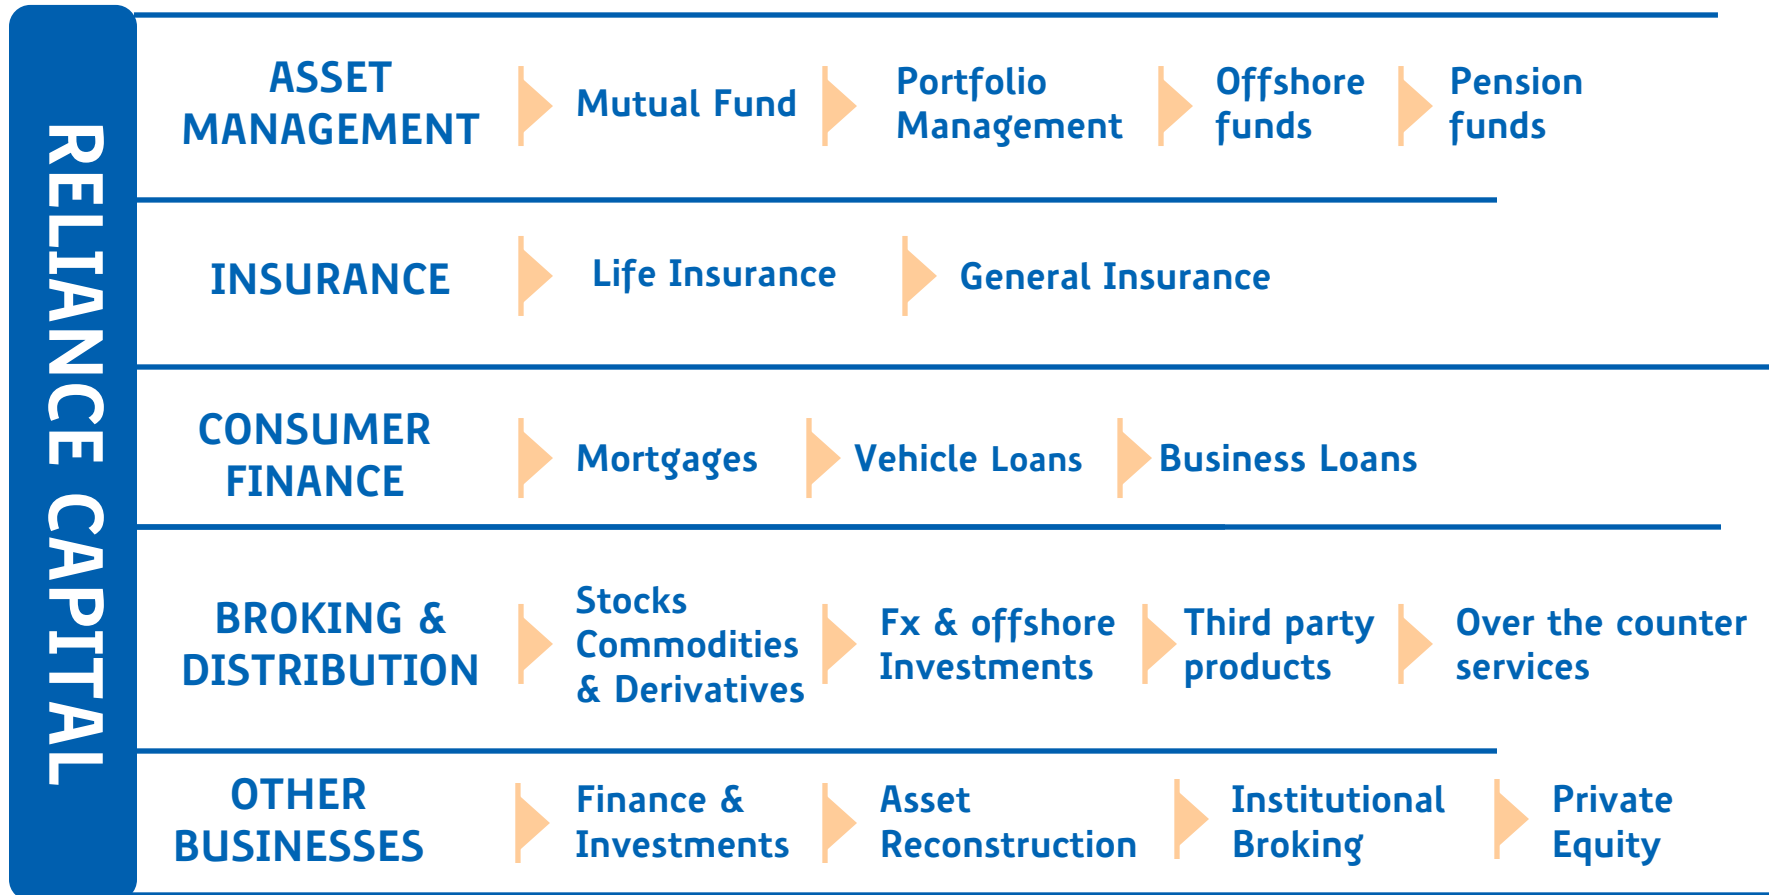 RELIANCE CAPITAL
ASSET
MANAGEMENT
Mutual Fund
Portfolio
Management
Offshore
funds
Pension
funds
INSURANCE
Life Insurance
General Insurance
CONSUMER
FINANCE
Mortgages
Vehicle Loans
Business Loans
BROKING &
DISTRIBUTION
Stocks
Commodities
& Derivatives
Fx & offshore
Investments
Third party
products
Over the counter
services
OTHER
BUSINESSES
Finance &
Investments
Asset
Reconstruction
Institutional
Broking
Private
Equity